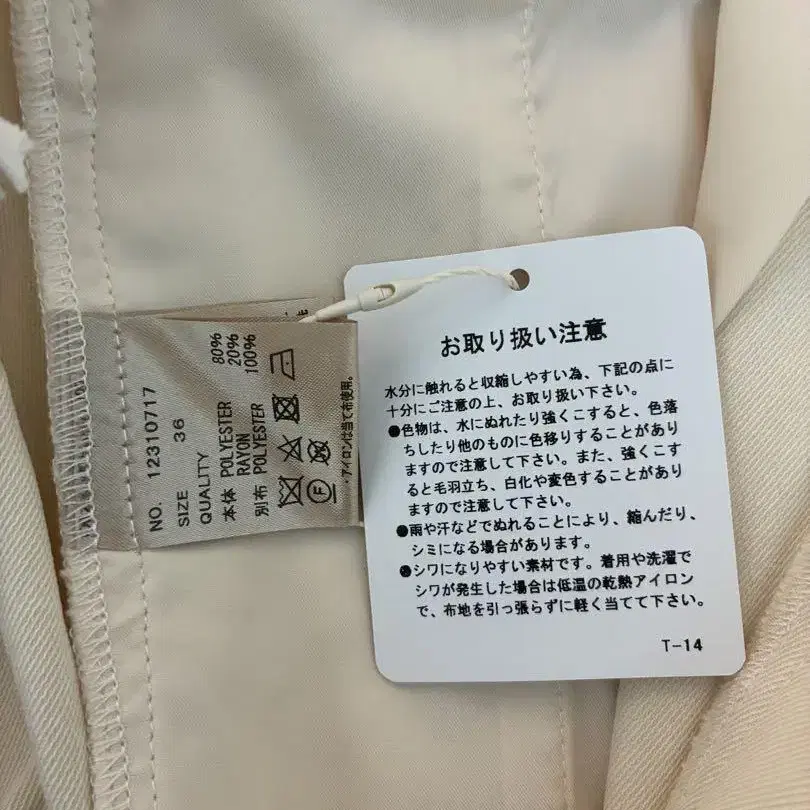 NO. 12310717
SIZE 36
QUALITY
本体 POLYESTER 80%
RAYON 20%
別布 POLYESTER 100%
F
・アイロンは当て布使用。
お取り扱い注意
水分に触れると収縮しやすい為、下記の点に
十分にご注意の上、お取り扱い下さい。
●色物は、水にぬれたり強くこすると、色落
ちしたり他のものに色移りすることがあり
ますので注意して下さい。また、強くこす
ると毛羽立ち、白化や変色することがあり
ますので注意して下さい。
●雨や汗などでぬれることにより、縮んだり、
シミになる場合があります。
●シワになりやすい素材です。着用や洗濯で
シワが発生した場合は低温の乾熱アイロン
で、布地を引っ張らずに軽く当てて下さい。
T-14